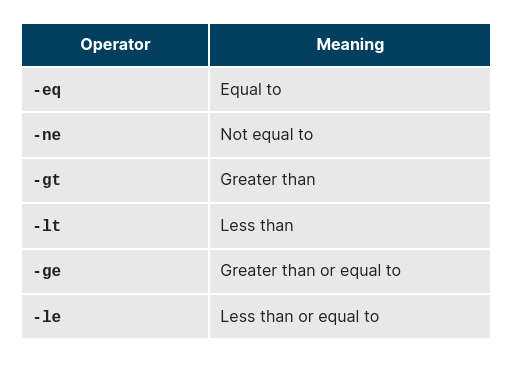 Operator Meaning
-eq Equal to
-ne Not equal to
-gt Greater than
-lt Less than
-ge Greater than or equal to
-le Less than or equal to